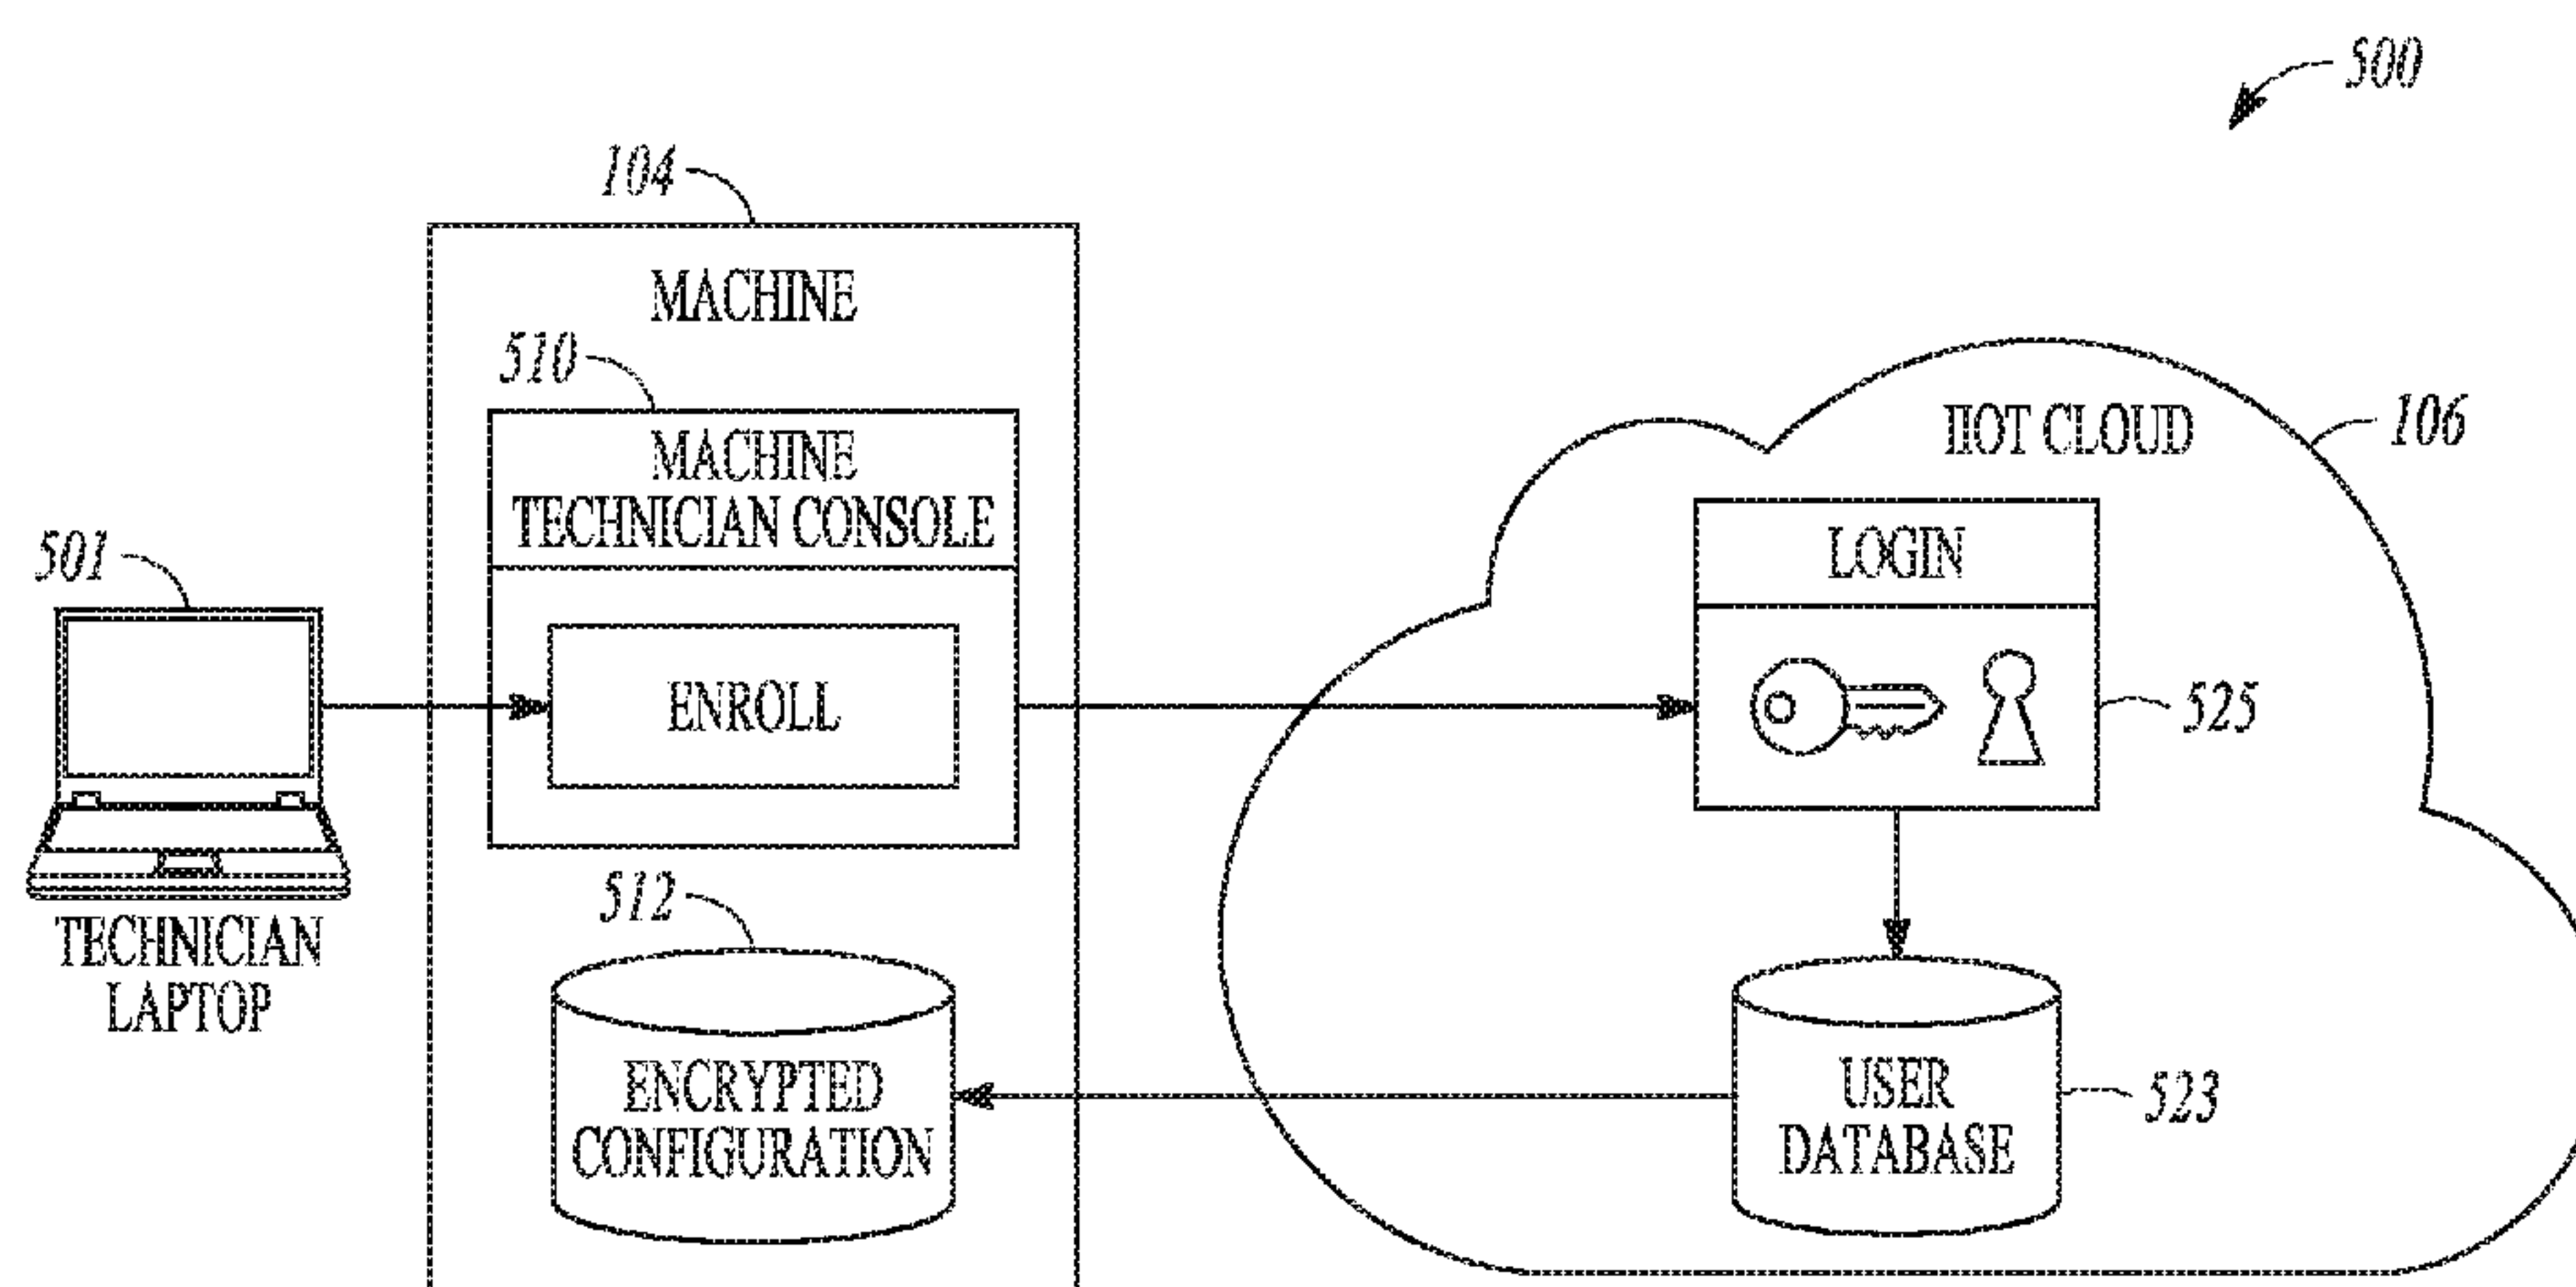 500
104
MACHINE
510
MACHINE
TECHNICIAN CONSOLE
ENROLL
501
TECHNICIAN
LAPTOP
512
ENCRYPTED
CONFIGURATION
IIOT CLOUD
106
LOGIN
525
USER
DATABASE
523